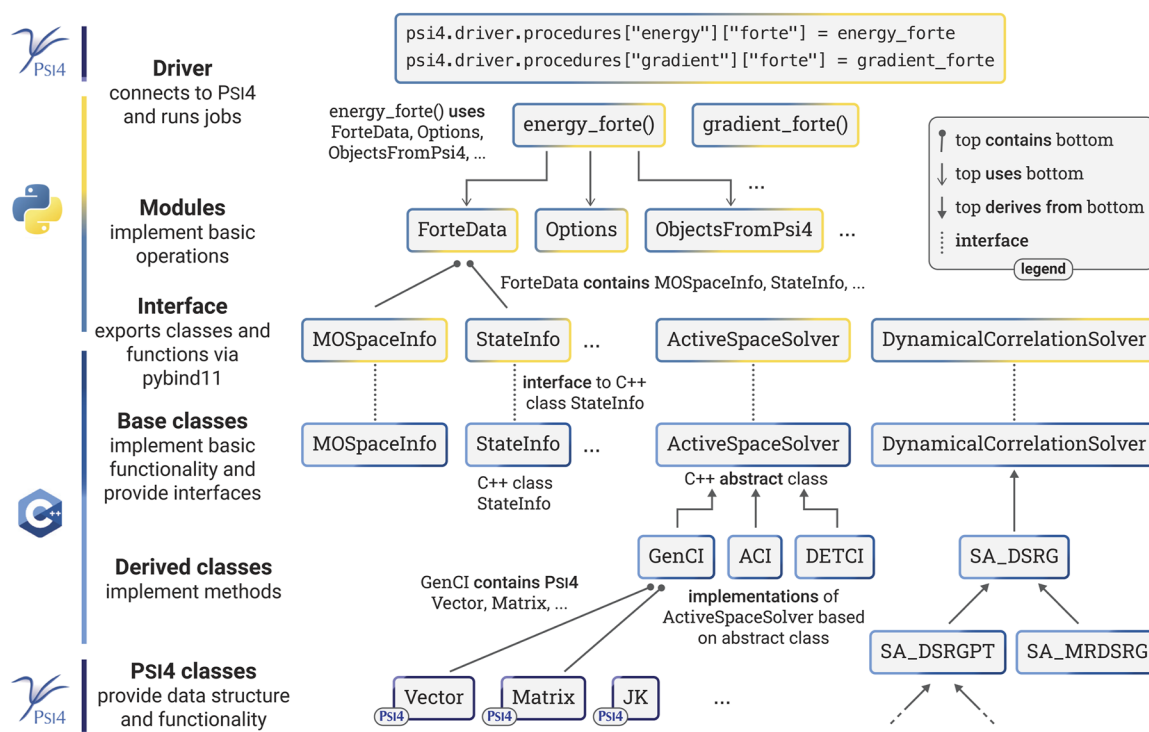 PSI4
psi4.driver.procedures["energy"]["forte"] = energy_forte
psi4.driver.procedures["gradient"]["forte"] = gradient_forte
Driver
connects to PSI4
and runs jobs
energy_forte() uses
ForteData, Options,
ObjectsFromPsi4, ...
energy_forte()
gradient_forte()
top contains bottom
top uses bottom
top derives from bottom
interface
legend
...
Modules
implement basic
operations
ForteData
Options
ObjectsFromPsi4
...
ForteData contains MOSpaceInfo, StateInfo, ...
Interface
exports classes and
functions via
pybind11
MOSpaceInfo
StateInfo
...
ActiveSpaceSolver
DynamicalCorrelationSolver
interface to C++
class StateInfo
Base classes
implement basic
functionality and
provide interfaces
MOSpaceInfo
StateInfo
...
ActiveSpaceSolver
DynamicalCorrelationSolver
C++ class
StateInfo
C++ abstract class
C++
Derived classes
implement methods
GenCI
ACI
DETCI
SA_DSRG
GenCI contains PSI4
Vector, Matrix, ...
implementations of
ActiveSpaceSolver based
on abstract class
SA_DSRGPT
SA_MRDSRG
PSI4 classes
provide data structure
and functionality
PSI4
Vector
PSI4
Matrix
PSI4
JK
PSI4
...